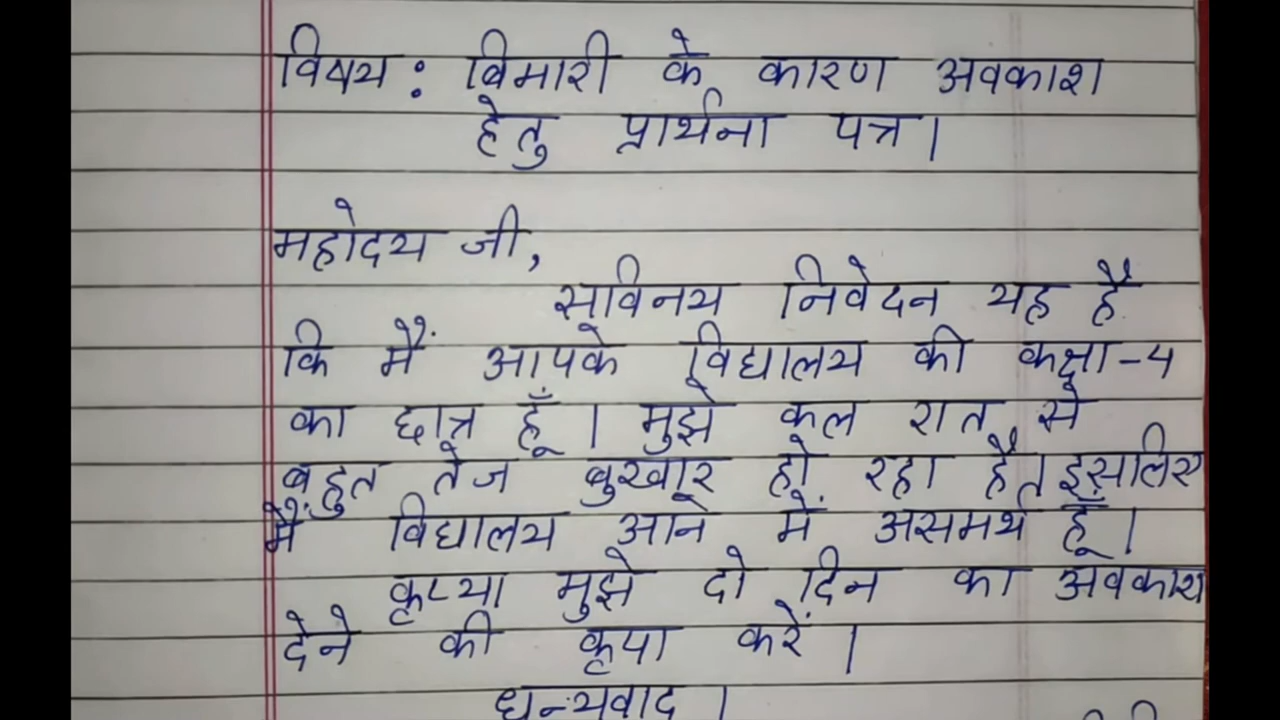 विषय : बिमारी के कारण अवकाश
हेतु प्रार्थना पत्र।
महोदय जी,
सविनय निवेदन यह है
कि मैं आपके विद्यालय की कक्षा-4
का छात्र हूँ। मुझे कल रात से
बहुत तेज बुखार हो रहा है। इसलिए
मैं विद्यालय आने में असमर्थ हूँ।
कृप्या मुझे दो दिन का अवकाश
देने की कृपा करें।
धन्यवाद।